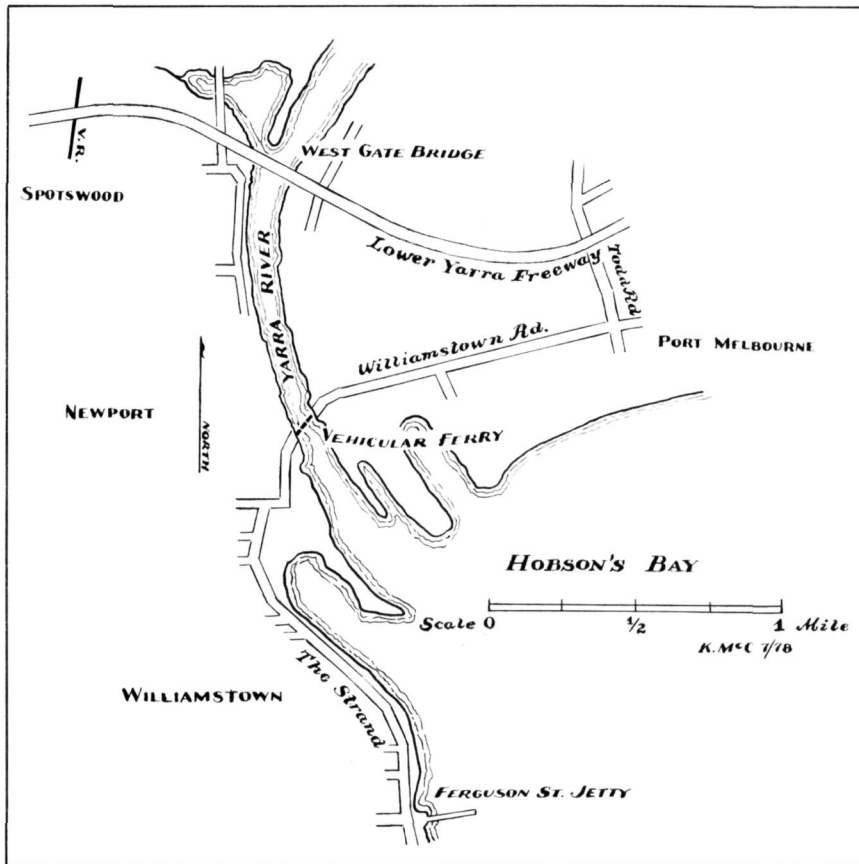 V.R.
WEST GATE BRIDGE
SPOTSWOOD
Lower Yarra Freeway
Todd Rd
YARRA RIVER
Williamstown Rd.
PORT MELBOURNE
NEWPORT
NORTH
VEHICULAR FERRY
HOBSON'S BAY
Scale 0 1/2 1 Mile
K.McC 7/78
The Strand
WILLIAMSTOWN
FERGUSON ST. JETTY